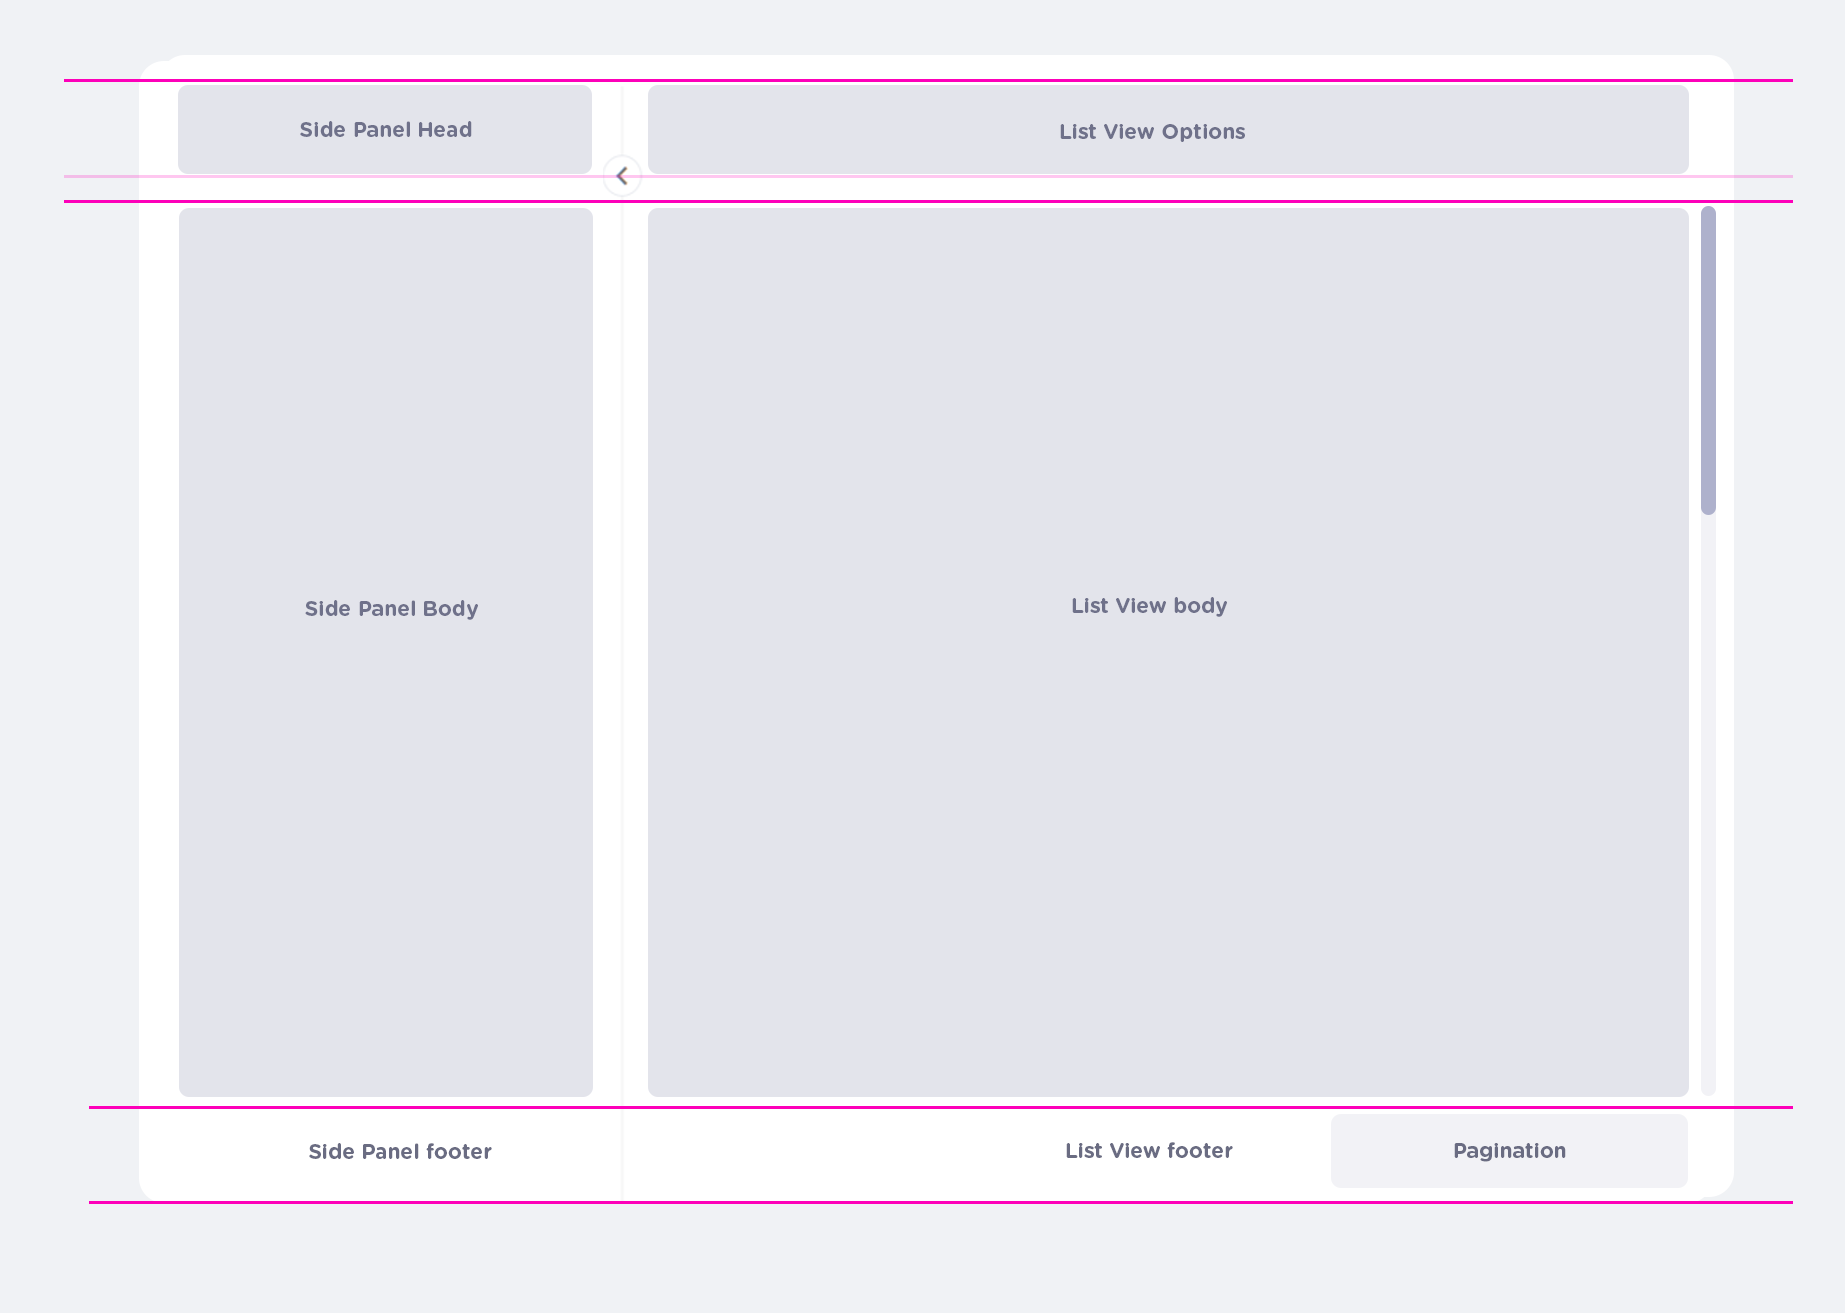 Side Panel Head
List View Options
Side Panel Body
List View body
Side Panel footer
List View footer
Pagination